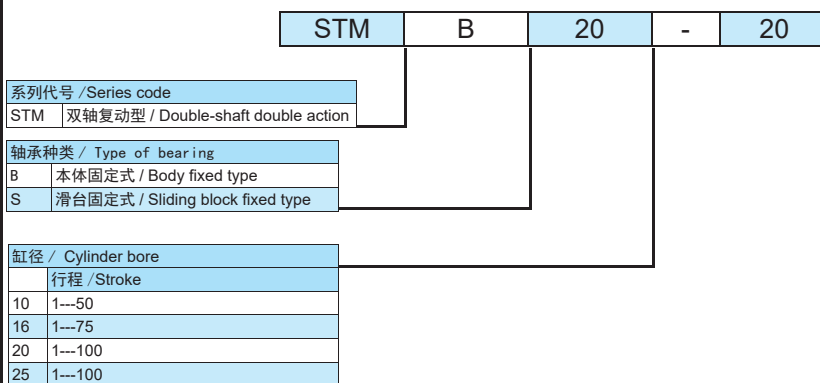 STM B 20 - 20
系列代号 /Series code
STM 双轴复动型 / Double-shaft double action
轴承种类 / Type of bearing
B 本体固定式 / Body fixed type
S 滑台固定式 / Sliding block fixed type
缸径 / Cylinder bore
行程 /Stroke
10 1---50
16 1---75
20 1---100
25 1---100